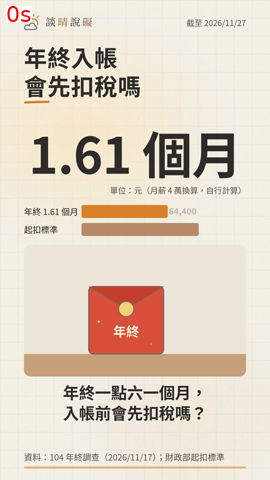 0s
談晴說礙
截至 2026/11/27
年終入帳
會先扣稅嗎
1.61 個月
單位：元（月薪 4 萬換算，自行計算）
年終 1.61 個月
64,400
起扣標準
年終
年終一點六一個月，
入帳前會先扣稅嗎？
資料：104 年終調查（2026/11/17）；財政部起扣標準